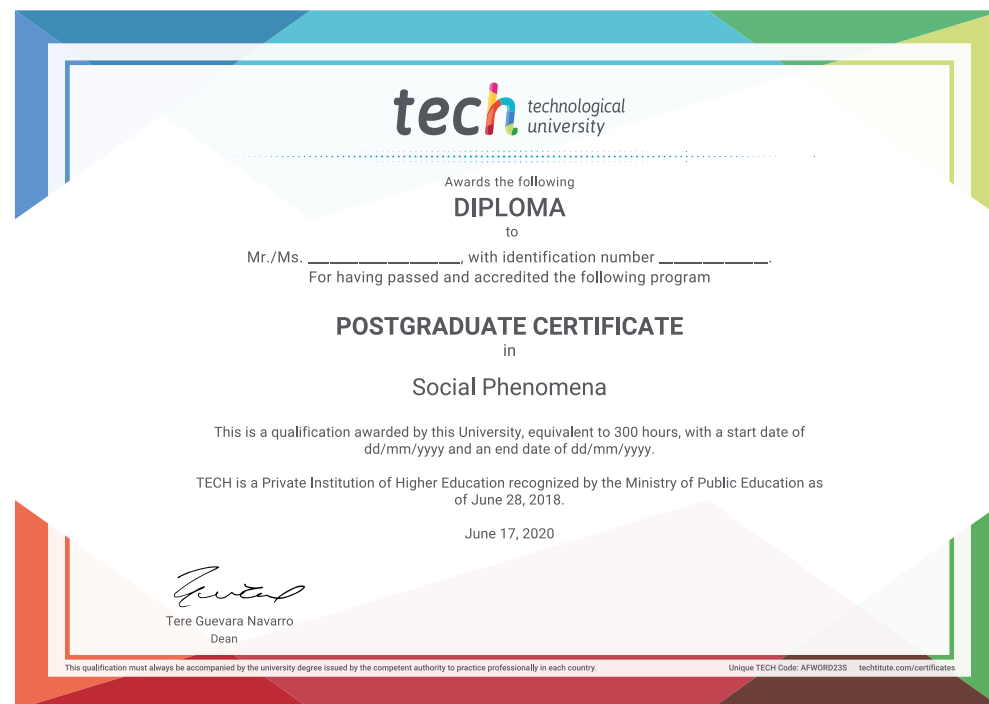 tech technological
university
Awards the following
DIPLOMA
to
Mr./Ms. ____________________, with identification number ______________.
For having passed and accredited the following program
POSTGRADUATE CERTIFICATE
in
Social Phenomena
This is a qualification awarded by this University, equivalent to 300 hours, with a start date of
dd/mm/yyyy and an end date of dd/mm/yyyy.
TECH is a Private Institution of Higher Education recognized by the Ministry of Public Education as
of June 28, 2018.
June 17, 2020
Tere Guevara Navarro
Dean
This qualification must always be accompanied by the university degree issued by the competent authority to practice professionally in each country.
Unique TECH Code: AFWORD23S techtitute.com/certificates